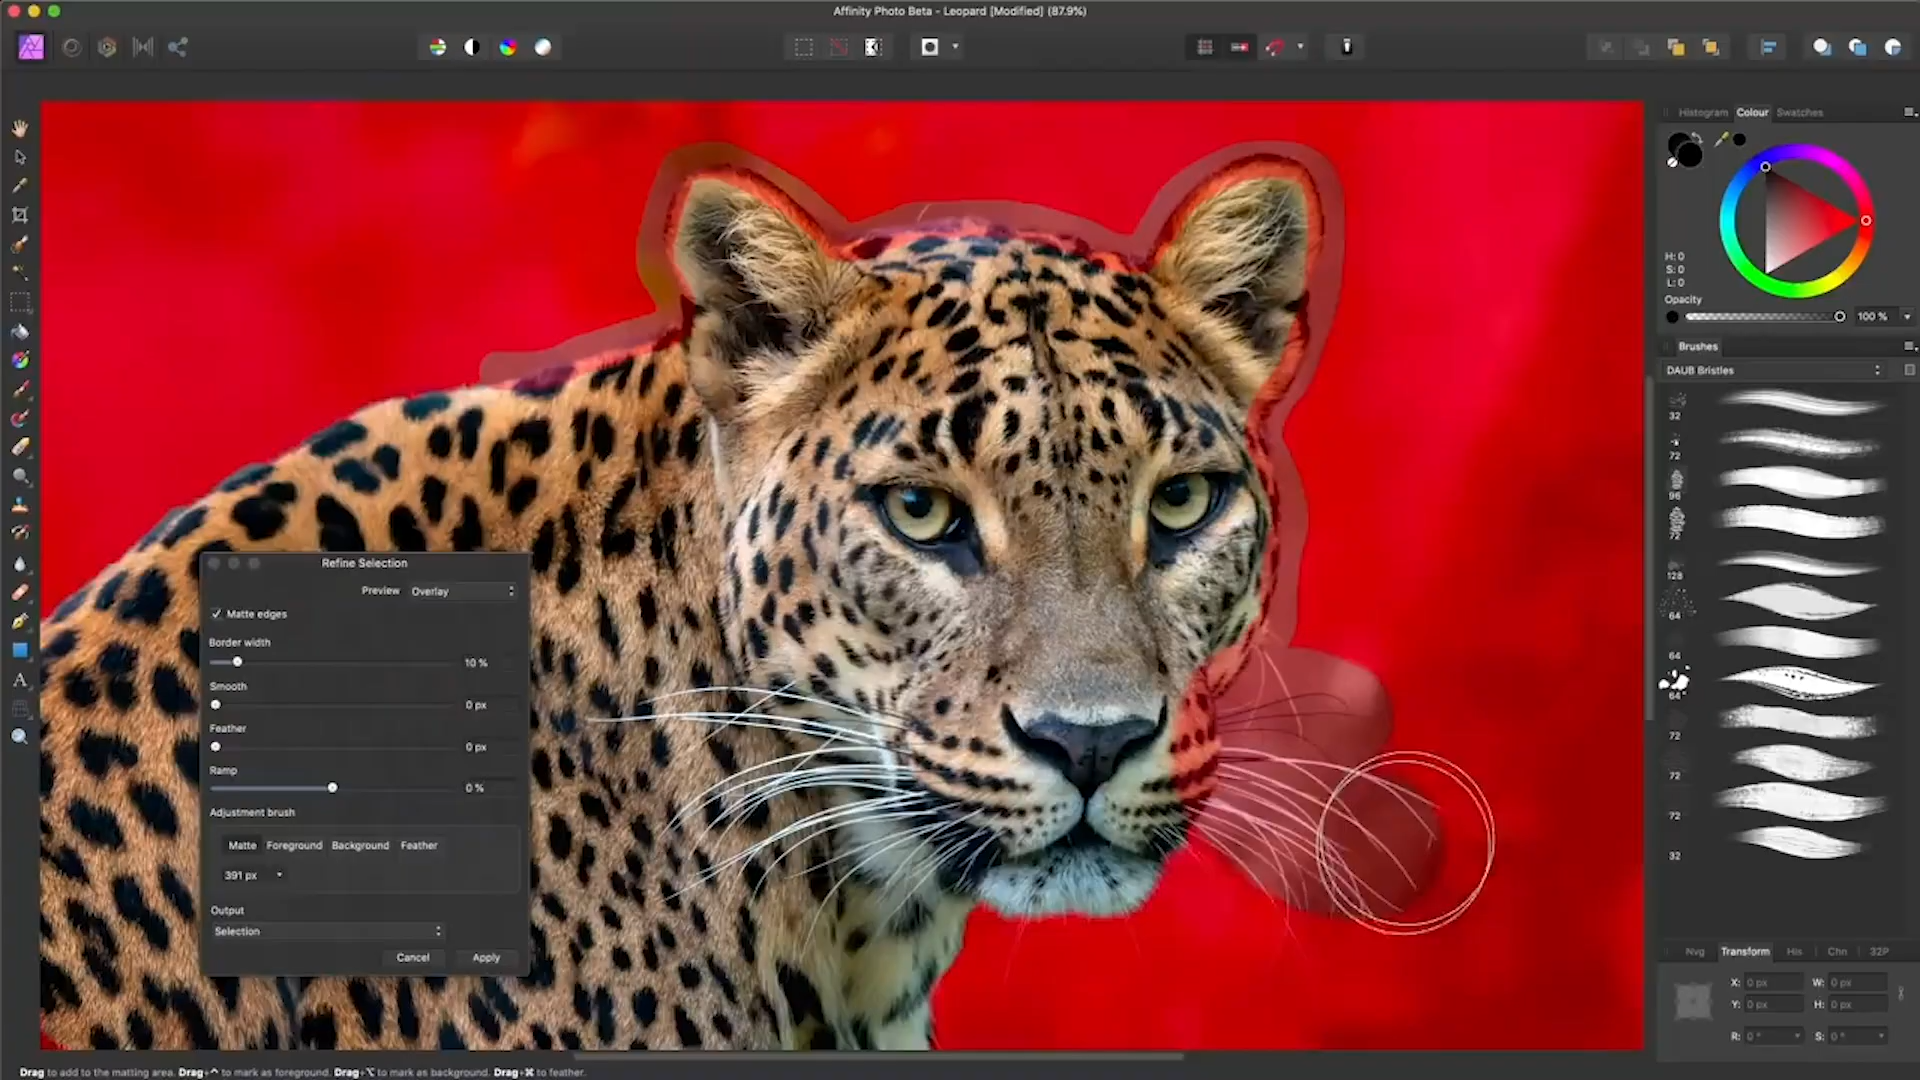 Affinity Photo Beta - Leopard [Modified] (87.9%)
Histogram Colour Swatches
H: 0
S: 0
L: 0
Opacity
100 %
Brushes
DAUB Bristles
32
72
96
72
128
64
64
64
72
72
72
32
Refine Selection
Preview Overlay
Matte edges
Border width
10 %
Smooth
0 px
Feather
0 px
Ramp
0 %
Adjustment brush
Matte Foreground Background Feather
391 px
Output
Selection
Cancel Apply
Nvg Transform His Chn 32P
X: 0 px W: 0 px
Y: 0 px H: 0 px
R: 0 ° S: 0 °
Drag to add to the matting area. Drag+^ to mark as foreground. Drag+⌥ to mark as background. Drag+⌘ to feather.